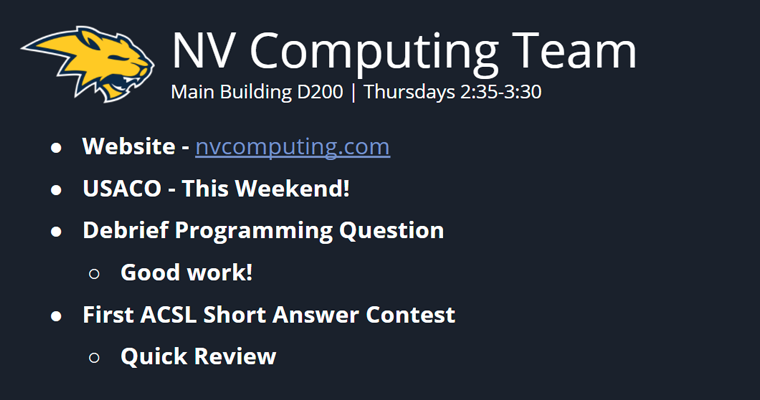 NV Computing Team
Main Building D200 | Thursdays 2:35-3:30
● Website - nvcomputing.com
● USACO - This Weekend!
● Debrief Programming Question
○ Good work!
● First ACSL Short Answer Contest
○ Quick Review